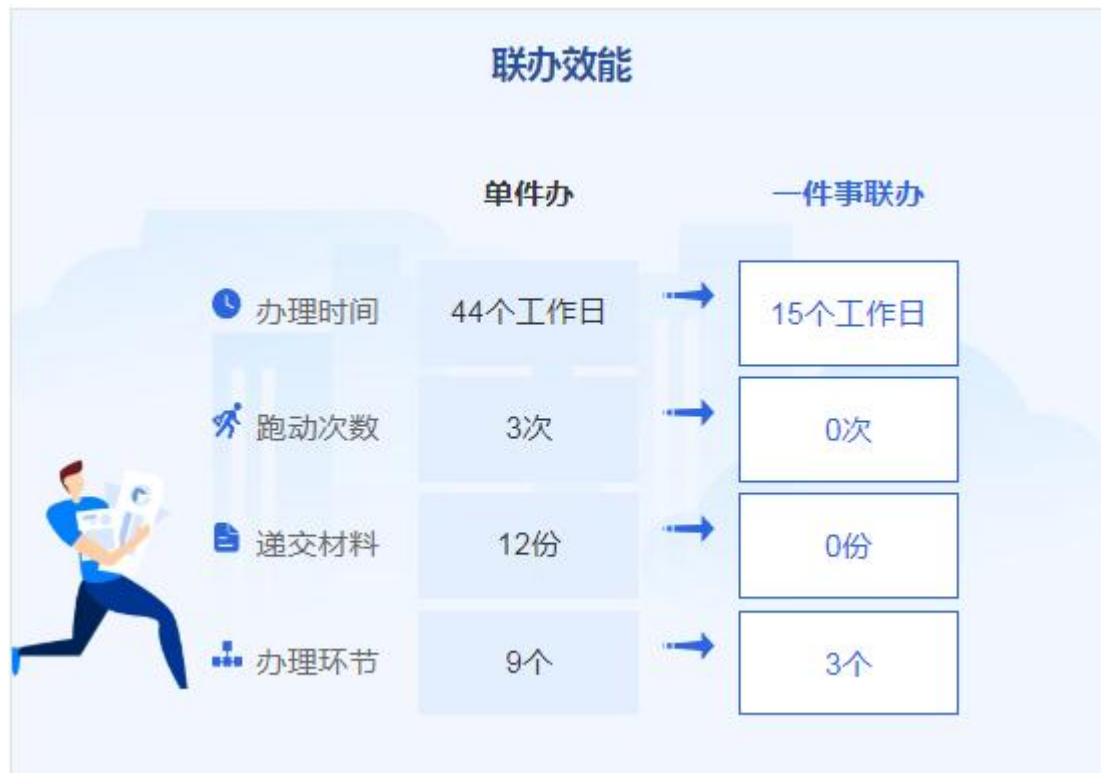 联办效能
单件办 一件事联办
办理时间 44个工作日 15个工作日
跑动次数 3次 0次
递交材料 12份 0份
办理环节 9个 3个